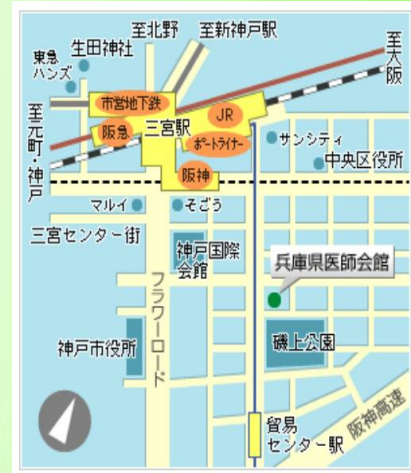 至北野
至新神戸駅
生田神社
東急
ハンズ
至大阪
市営地下鉄
JR
阪急
三宮駅
ポートライナー
サンシティ
中央区役所
至元町・神戸
阪神
マルイ
そごう
三宮センター街
神戸国際
会館
兵庫県医師会館
フラワーロード
神戸市役所
磯上公園
貿易
センター駅
阪神高速